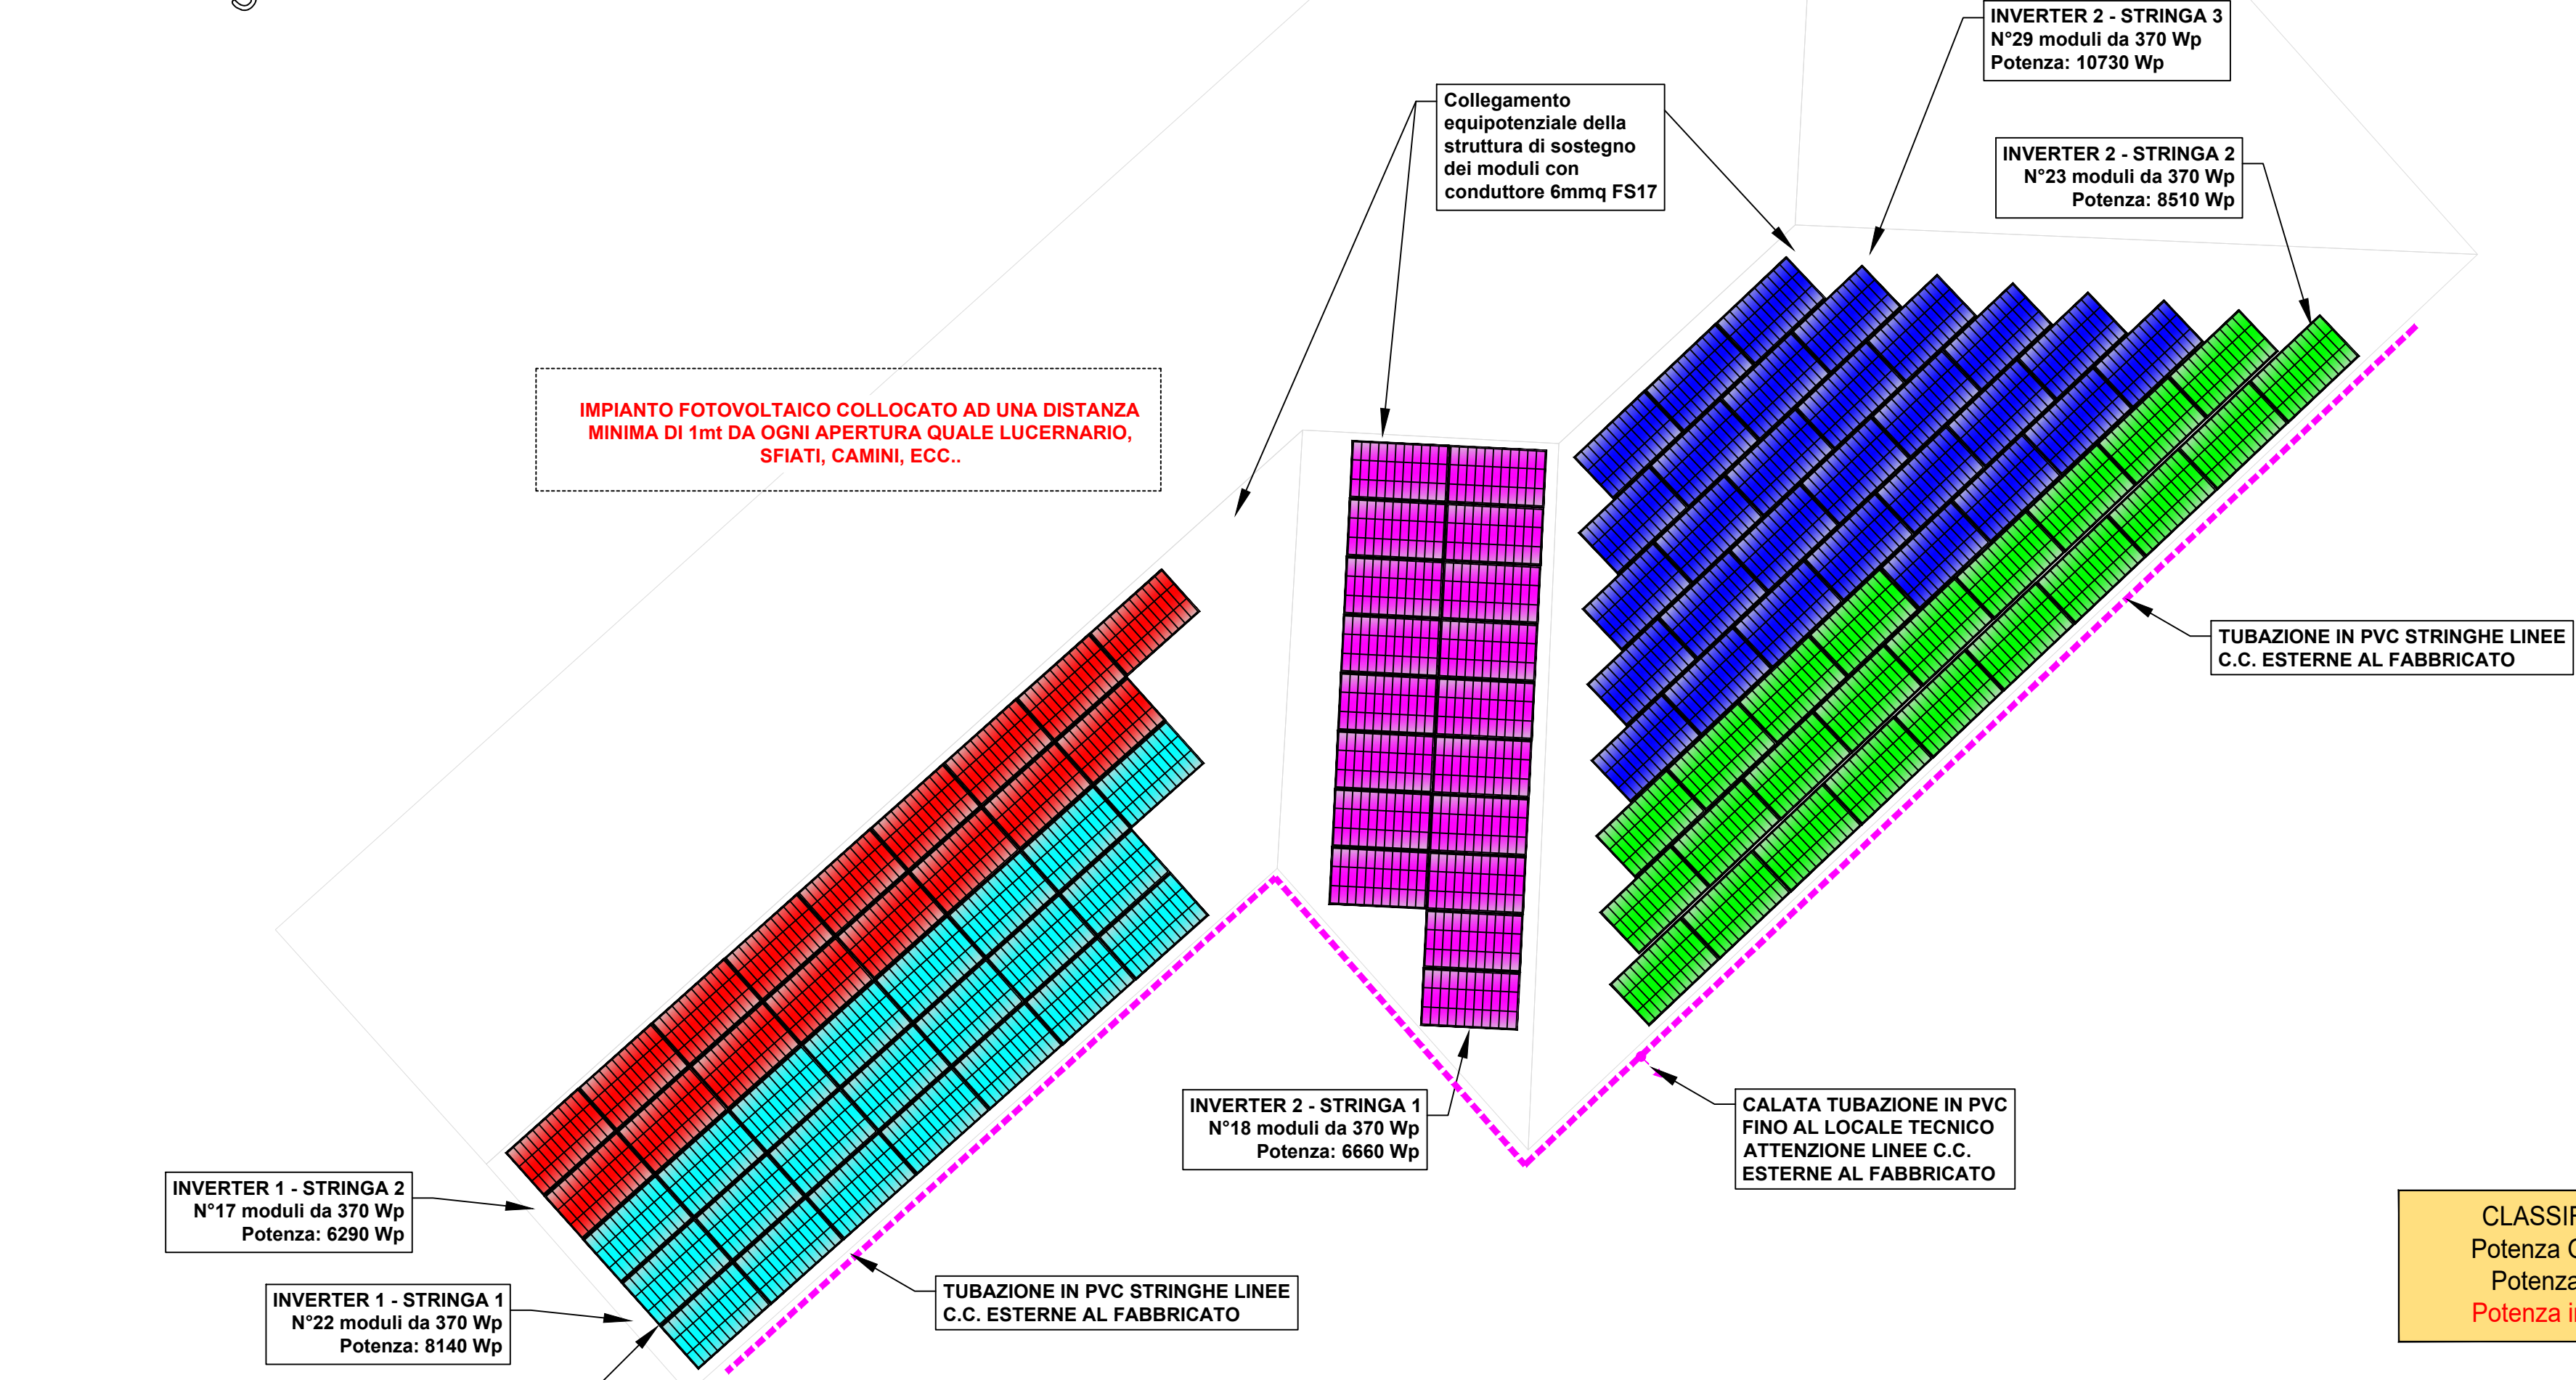 INVERTER 2 - STRINGA 3
N°29 moduli da 370 Wp
Potenza: 10730 Wp
Collegamento
equipotenziale della
struttura di sostegno
dei moduli con
conduttore 6mmq FS17
INVERTER 2 - STRINGA 2
N°23 moduli da 370 Wp
Potenza: 8510 Wp
IMPIANTO FOTOVOLTAICO COLLOCATO AD UNA DISTANZA
MINIMA DI 1mt DA OGNI APERTURA QUALE LUCERNARIO,
SFIATI, CAMINI, ECC..
TUBAZIONE IN PVC STRINGHE LINEE
C.C. ESTERNE AL FABBRICATO
INVERTER 2 - STRINGA 1
N°18 moduli da 370 Wp
Potenza: 6660 Wp
CALATA TUBAZIONE IN PVC
FINO AL LOCALE TECNICO
ATTENZIONE LINEE C.C.
ESTERNE AL FABBRICATO
INVERTER 1 - STRINGA 2
N°17 moduli da 370 Wp
Potenza: 6290 Wp
INVERTER 1 - STRINGA 1
N°22 moduli da 370 Wp
Potenza: 8140 Wp
TUBAZIONE IN PVC STRINGHE LINEE
C.C. ESTERNE AL FABBRICATO
Potenza
Potenza
Potenza